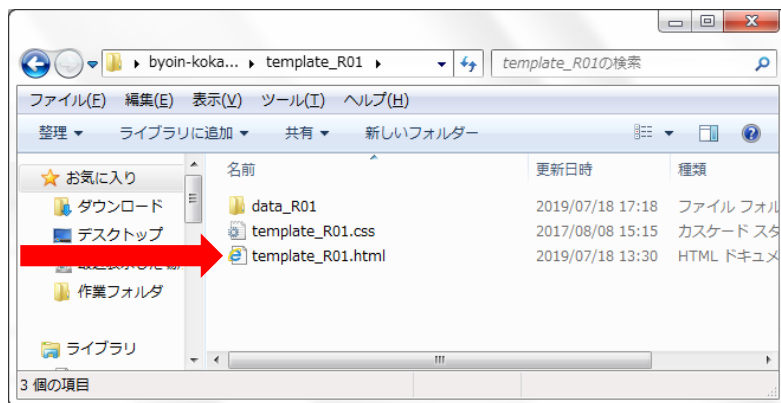 byoin-koka... template_R01 template_R01の検索
ファイル(F) 編集(E) 表示(V) ツール(T) ヘルプ(H)
整理 ライブラリに追加 共有 新しいフォルダー
名前 更新日時 種類
お気に入り
ダウンロード
デスクトップ
作業フォルダ
ライブラリ
data_R01 2019/07/18 17:18 ファイル フォル
template_R01.css 2017/08/08 15:15 カスケード スタ
template_R01.html 2019/07/18 13:30 HTML ドキュメ
3 個の項目